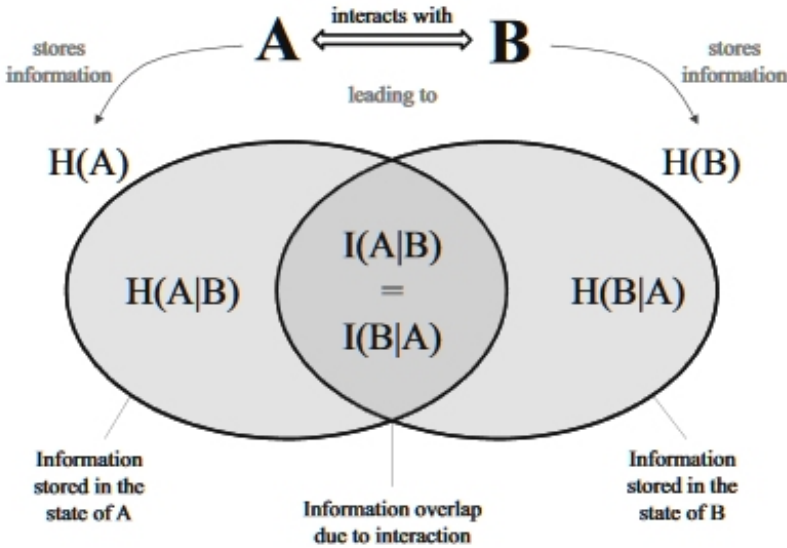 interacts with
A
B
stores
information
stores
information
leading to
H(A)
H(B)
I(A|B)
H(A|B)
=
H(B|A)
I(B|A)
Information
stored in the
state of A
Information overlap
due to interaction
Information
stored in the
state of B